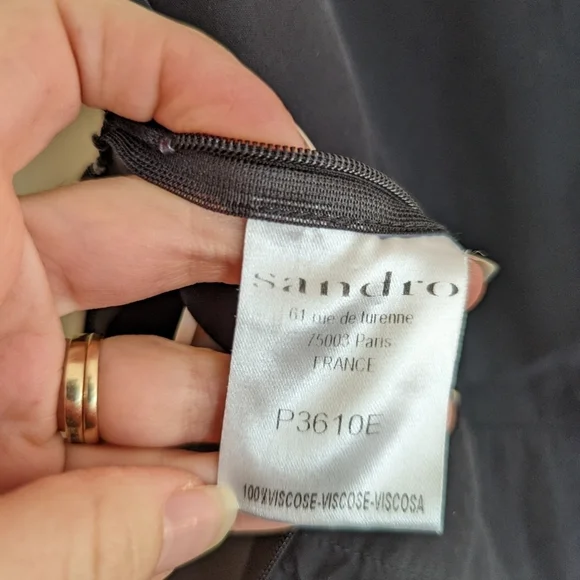 sandro
61 rue de turenne
75003 Paris
FRANCE
P3610E
100%VISCOSE-VISCOSE-VISCOSA